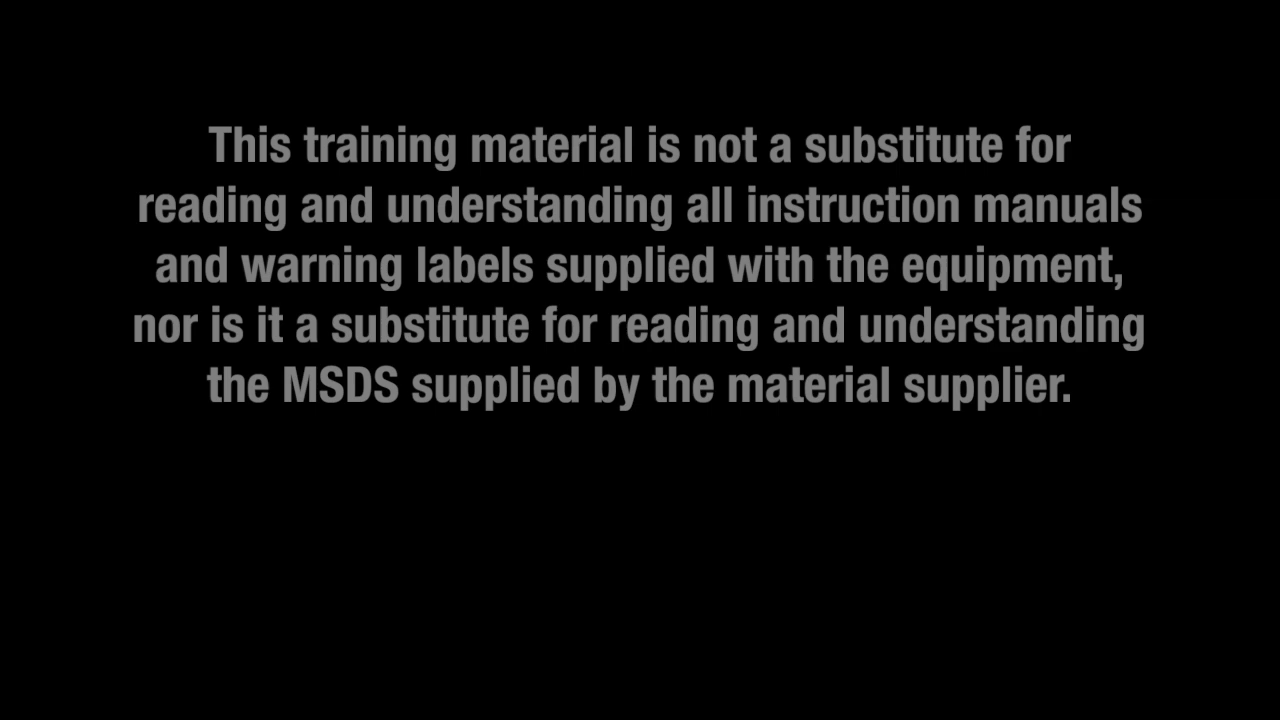 This training material is not a substitute for
reading and understanding all instruction manuals
and warning labels supplied with the equipment,
nor is it a substitute for reading and understanding
the MSDS supplied by the material supplier.